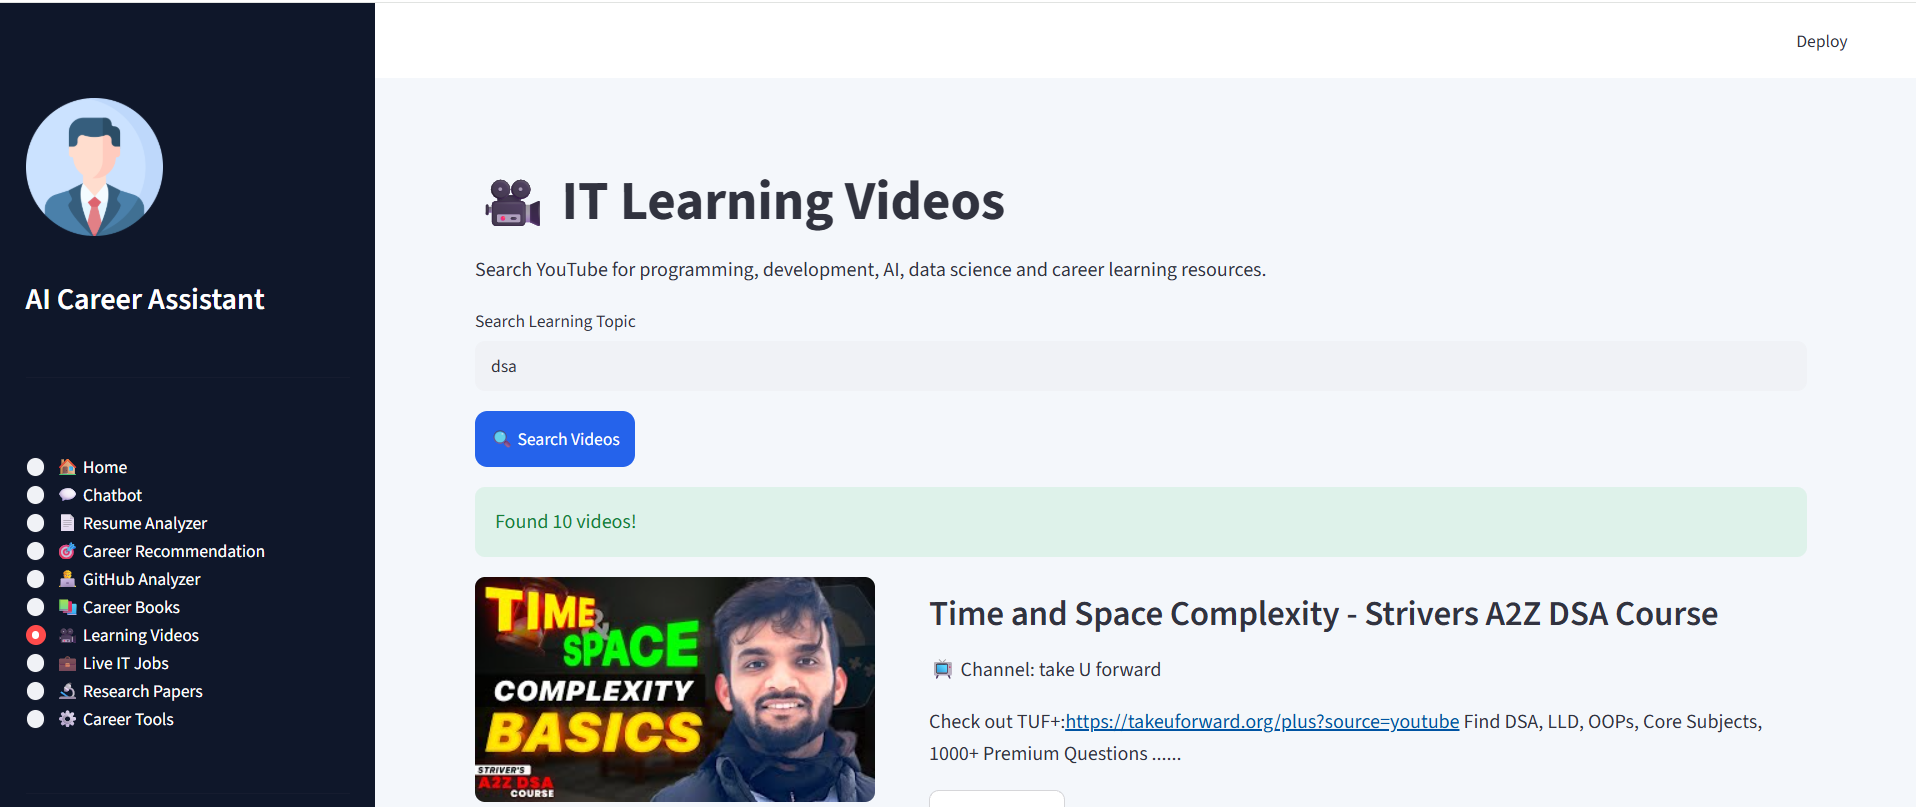 Deploy
AI Career Assistant
Home
Chatbot
Resume Analyzer
Career Recommendation
GitHub Analyzer
Career Books
Learning Videos
Live IT Jobs
Research Papers
Career Tools
IT Learning Videos
Search YouTube for programming, development, AI, data science and career learning resources.
Search Learning Topic
dsa
Search Videos
Found 10 videos!
TIME
&
SPACE
COMPLEXITY
BASICS
STRIVER'S
A2Z DSA
COURSE
Time and Space Complexity - Strivers A2Z DSA Course
Channel: take U forward
Check out TUF+:https://takeuforward.org/plus?source=youtube Find DSA, LLD, OOPs, Core Subjects,
1000+ Premium Questions ......